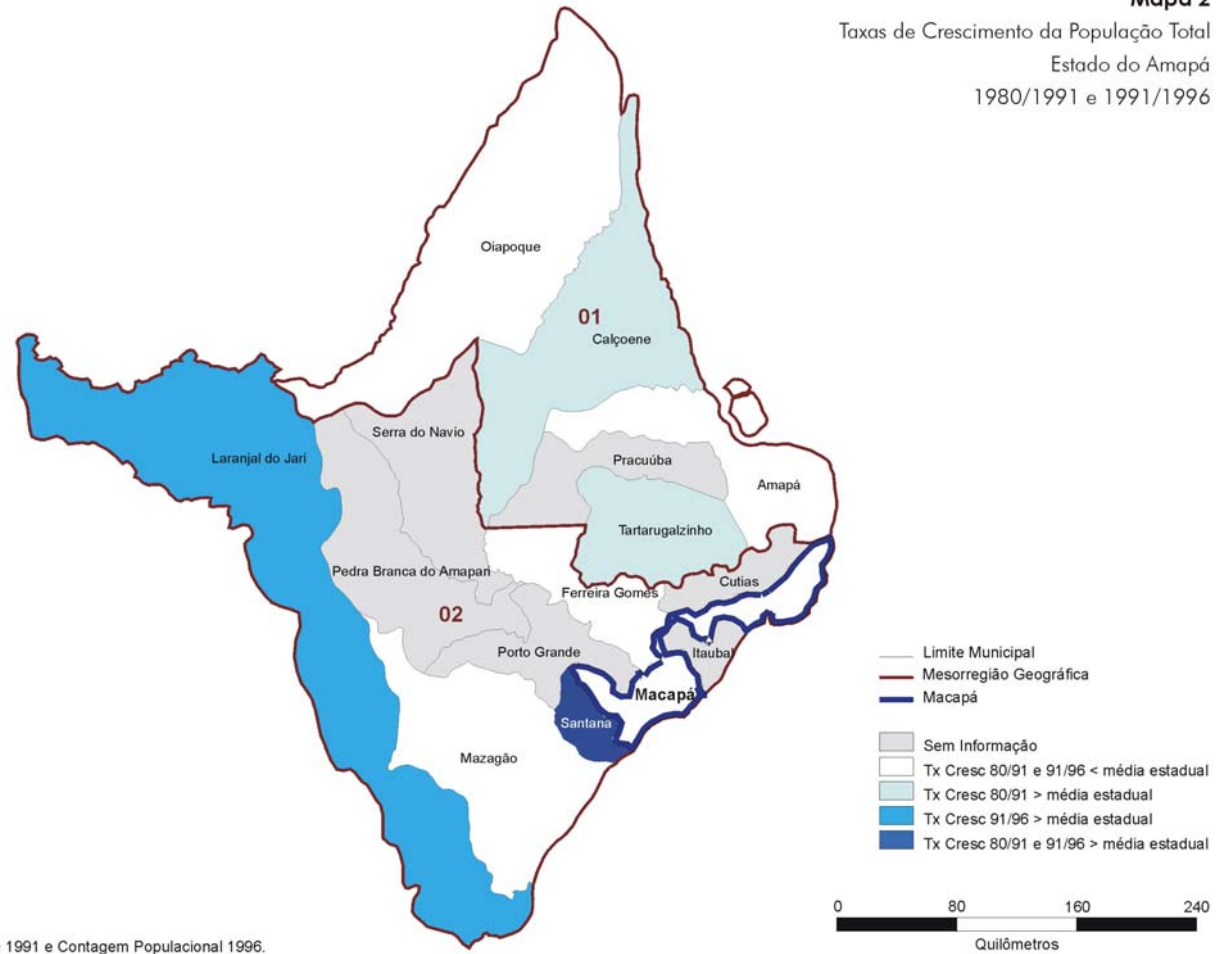 Mapa 2
Taxas de Crescimento da População Total
Estado do Amapá
1980/1991 e 1991/1996
Oiapoque
01
Calçoene
Serra do Navio
Laranjal do Jari
Pracuúba
Amapá
Tartarugalzinho
Pedra Branca do Amapari
Cutias
Ferreira Gomes
02
Porto Grande
Itaubal
Macapá
Santana
Mazagão
Limite Municipal
Mesorregião Geográfica
Macapá
Sem Informação
Tx Cresc 80/91 e 91/96 < média estadual
Tx Cresc 80/91 > média estadual
Tx Cresc 91/96 > média estadual
Tx Cresc 80/91 e 91/96 > média estadual
0 80 160 240
Quilômetros
1991 e Contagem Populacional 1996.